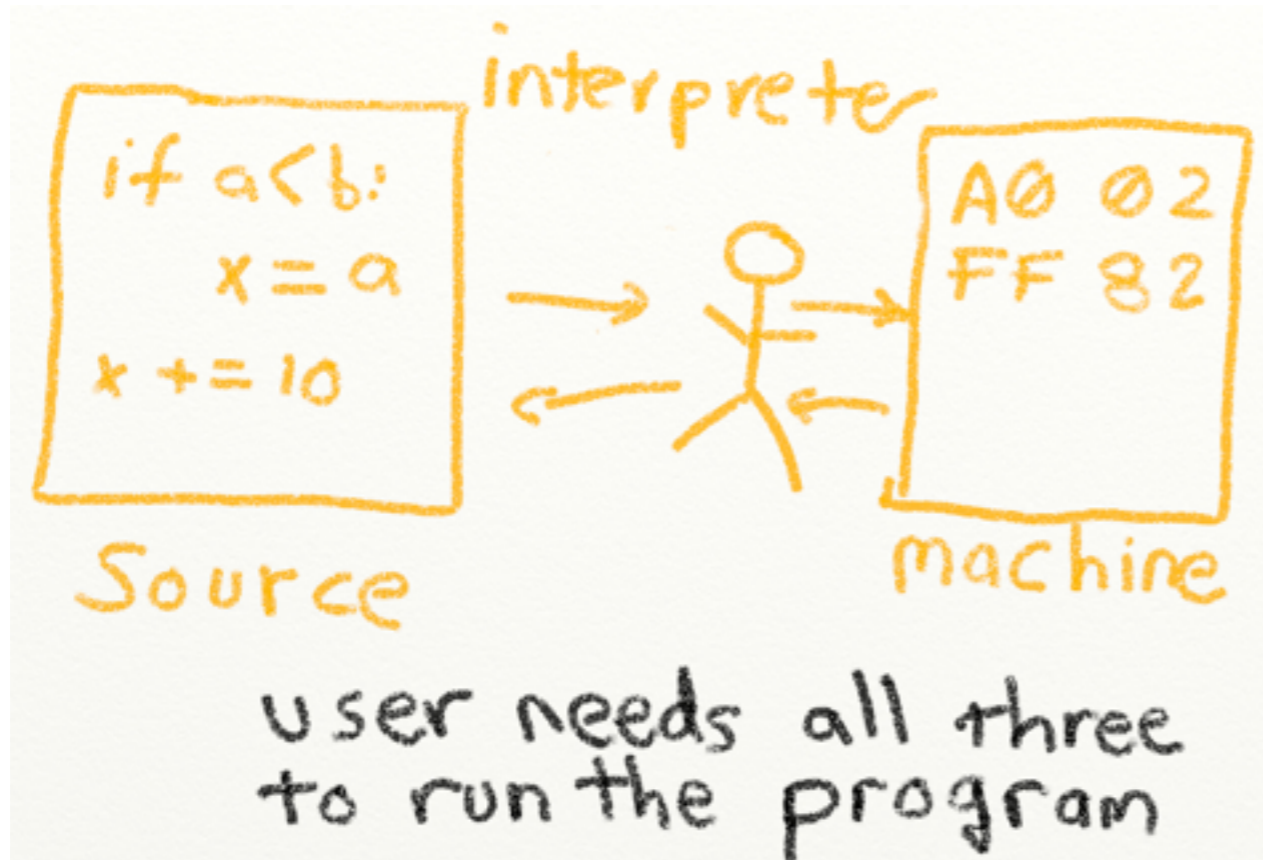 interpreter
if a<b:
x=a
x +=10
A0 02
FF 82
Source
machine
user needs all three
to run the program